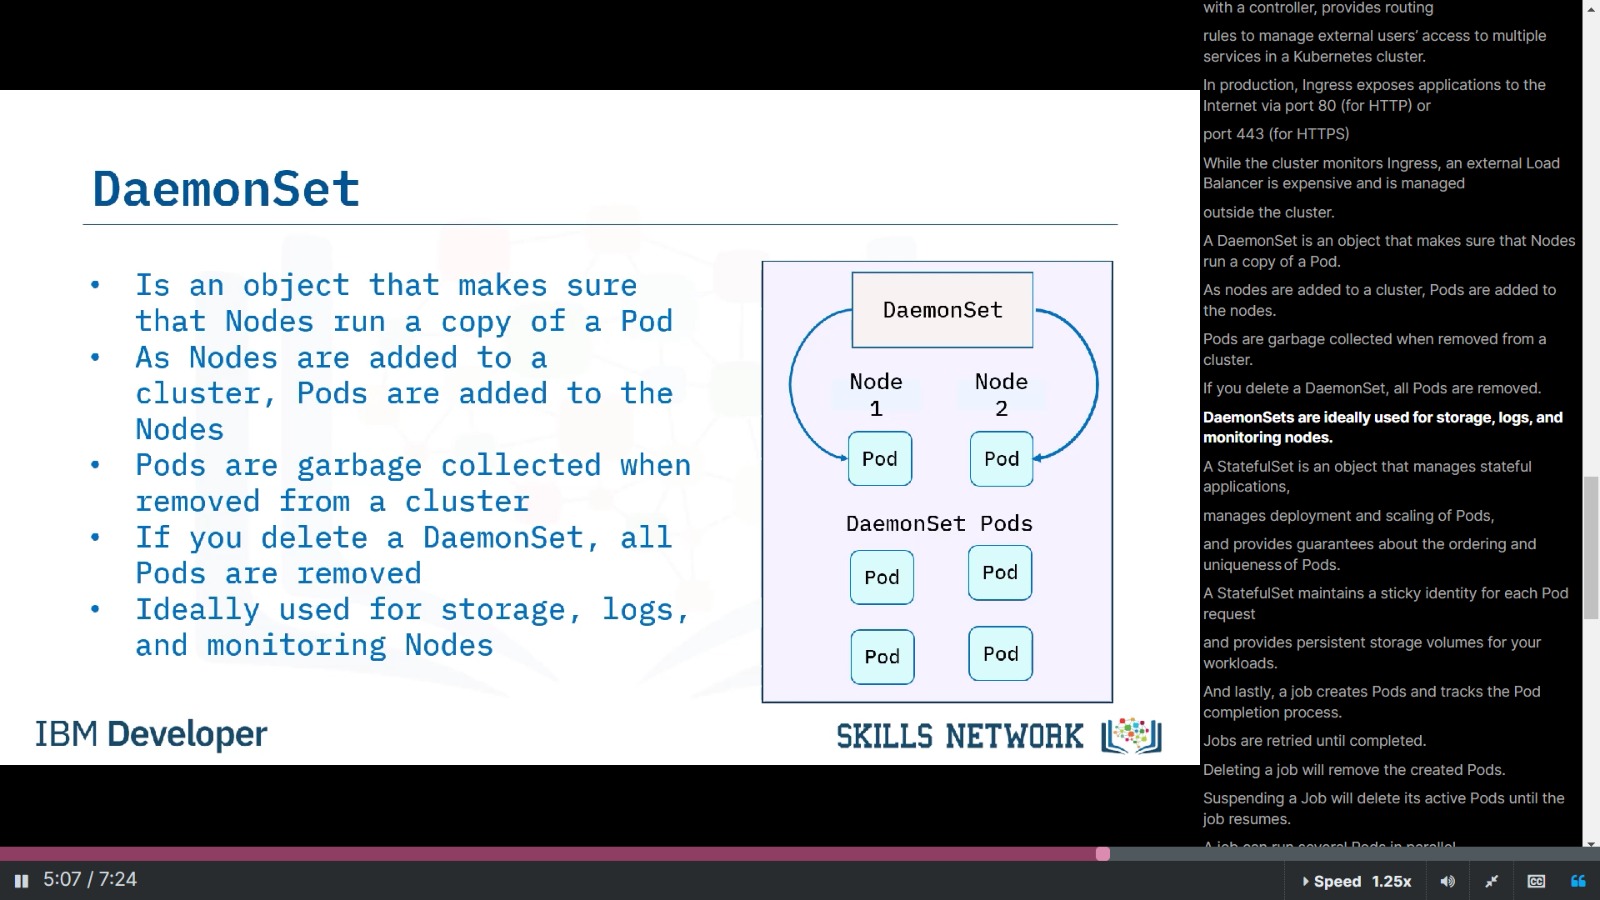 DaemonSet
• Is an object that makes sure
that Nodes run a copy of a Pod
• As Nodes are added to a
cluster, Pods are added to the
Nodes
• Pods are garbage collected when
removed from a cluster
• If you delete a DaemonSet, all
Pods are removed
• Ideally used for storage, logs,
and monitoring Nodes
DaemonSet
Node
1
Node
2
Pod
Pod
DaemonSet Pods
Pod
Pod
Pod
Pod
IBM Developer
SKILLS NETWORK
with a controller, provides routing
rules to manage external users’ access to multiple
services in a Kubernetes cluster.
In production, Ingress exposes applications to the
Internet via port 80 (for HTTP) or
port 443 (for HTTPS)
While the cluster monitors Ingress, an external Load
Balancer is expensive and is managed
outside the cluster.
A DaemonSet is an object that makes sure that Nodes
run a copy of a Pod.
As nodes are added to a cluster, Pods are added to
the nodes.
Pods are garbage collected when removed from a
cluster.
If you delete a DaemonSet, all Pods are removed.
DaemonSets are ideally used for storage, logs, and
monitoring nodes.
A StatefulSet is an object that manages stateful
applications,
manages deployment and scaling of Pods,
and provides guarantees about the ordering and
uniqueness of Pods.
A StatefulSet maintains a sticky identity for each Pod
request
and provides persistent storage volumes for your
workloads.
And lastly, a job creates Pods and tracks the Pod
completion process.
Jobs are retried until completed.
Deleting a job will remove the created Pods.
Suspending a Job will delete its active Pods until the
job resumes.
A job can run several Pods in parallel
5:07 / 7:24
Speed 1.25x
CC